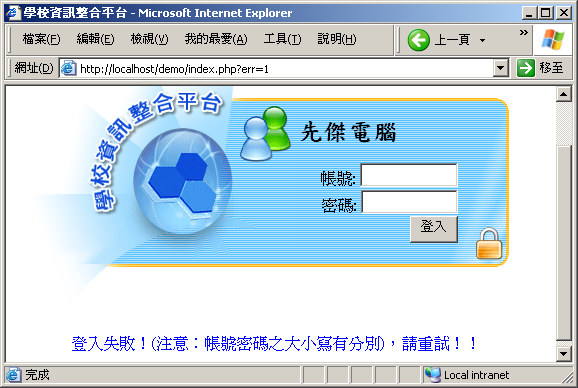 學校資訊整合平台 - Microsoft Internet Explorer
檔案(F) 編輯(E) 檢視(V) 我的最愛(A) 工具(T) 說明(H) » 上一頁
網址(D) http://localhost/demo/index.php?err=1 移至
學校資訊整合平台
先傑電腦
帳號:
密碼:
登入
登入失敗！(注意：帳號密碼之大小寫有分別)，請重試！！
完成 Local intranet